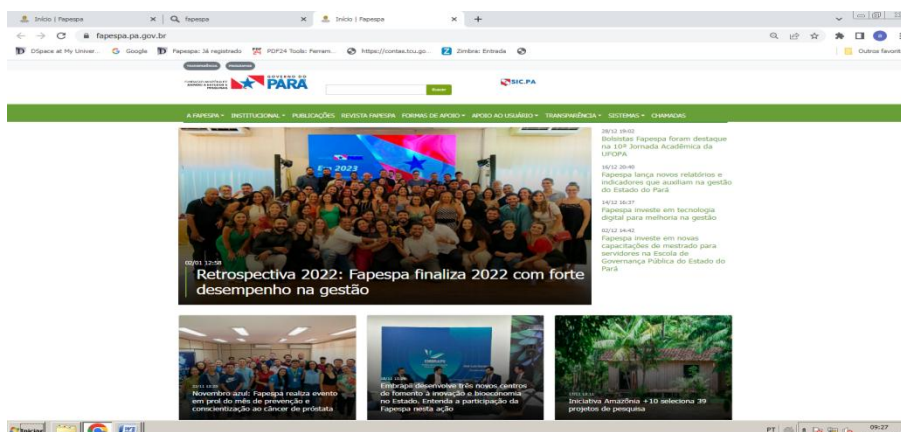 Início | Fapespa
fapespa
Início | Fapespa
fapespa.pa.gov.br
DSpace at My Univer...
Google
Fapespa: Já registrado
PDF24 Tools: Ferram...
https://contas.tcu.go...
Zimbra: Entrada
Outros favorit
GOVERNO DO
PARÁ
Buscar
SIC.PA
A FAPESPA
INSTITUCIONAL
PUBLICAÇÕES
REVISTA FAPESPA
FORMAS DE APOIO
APOIO AO USUÁRIO
TRANSPARÊNCIA
SISTEMAS
CHAMADAS
2023
02/01 12:58
Retrospectiva 2022: Fapespa finaliza 2022 com forte
desempenho na gestão
28/12 19:02
Bolsistas Fapespa foram destaque
na 10ª Jornada Acadêmica da
UFOPA
16/12 20:40
Fapespa lança novos relatórios e
indicadores que auxiliam na gestão
do Estado do Pará
14/12 16:37
Fapespa investe em tecnologia
digital para melhoria na gestão
02/12 14:42
Fapespa investe em novas
capacitações de mestrado para
servidores na Escola de
Governança Pública do Estado do
Pará
Novembro azul: Fapespa realiza evento
em prol do mês de prevenção e
conscientização ao câncer de próstata
Embrapii desenvolve três novos centros
de fomento à inovação e bioeconomia
no Estado. Entenda a participação da
Fapespa nesta ação
Iniciativa Amazônia +10 seleciona 39
projetos de pesquisa
Iniciar
PT
09:27